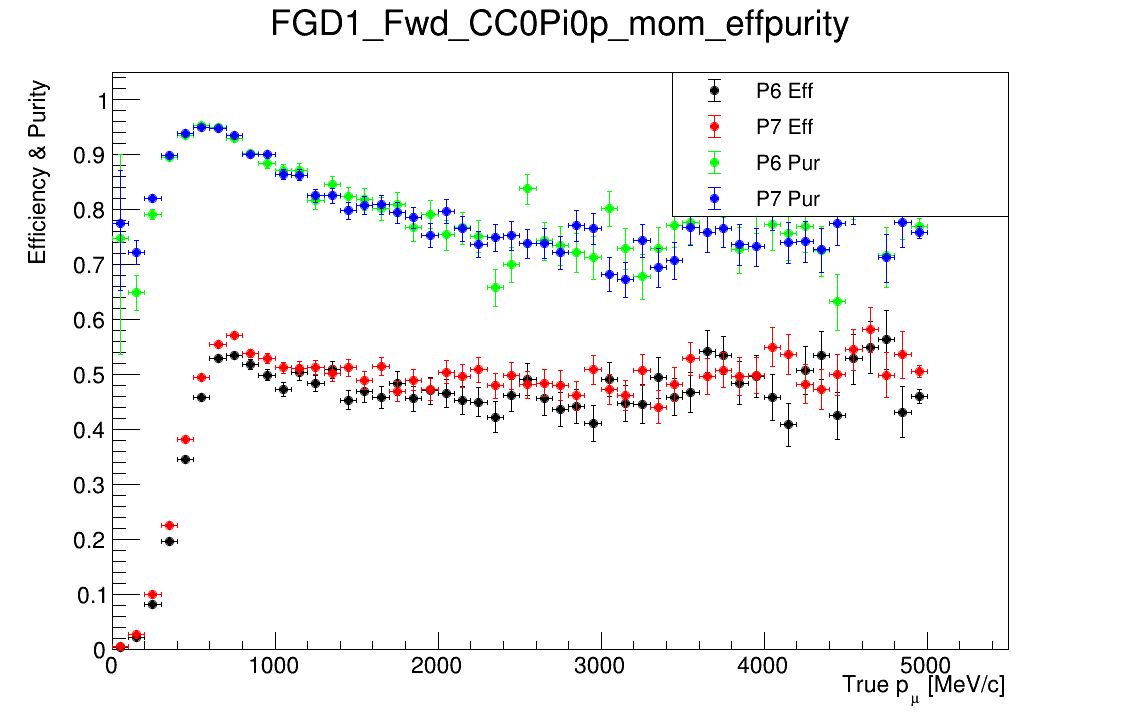 FGD1_Fwd_CC0Pi0p_mom_effpurity
Efficiency & Purity
P6 Eff
P7 Eff
P6 Pur
P7 Pur
1
0.9
0.8
0.7
0.6
0.5
0.4
0.3
0.2
0.1
0
0 1000 2000 3000 4000 5000
True pμ [MeV/c]